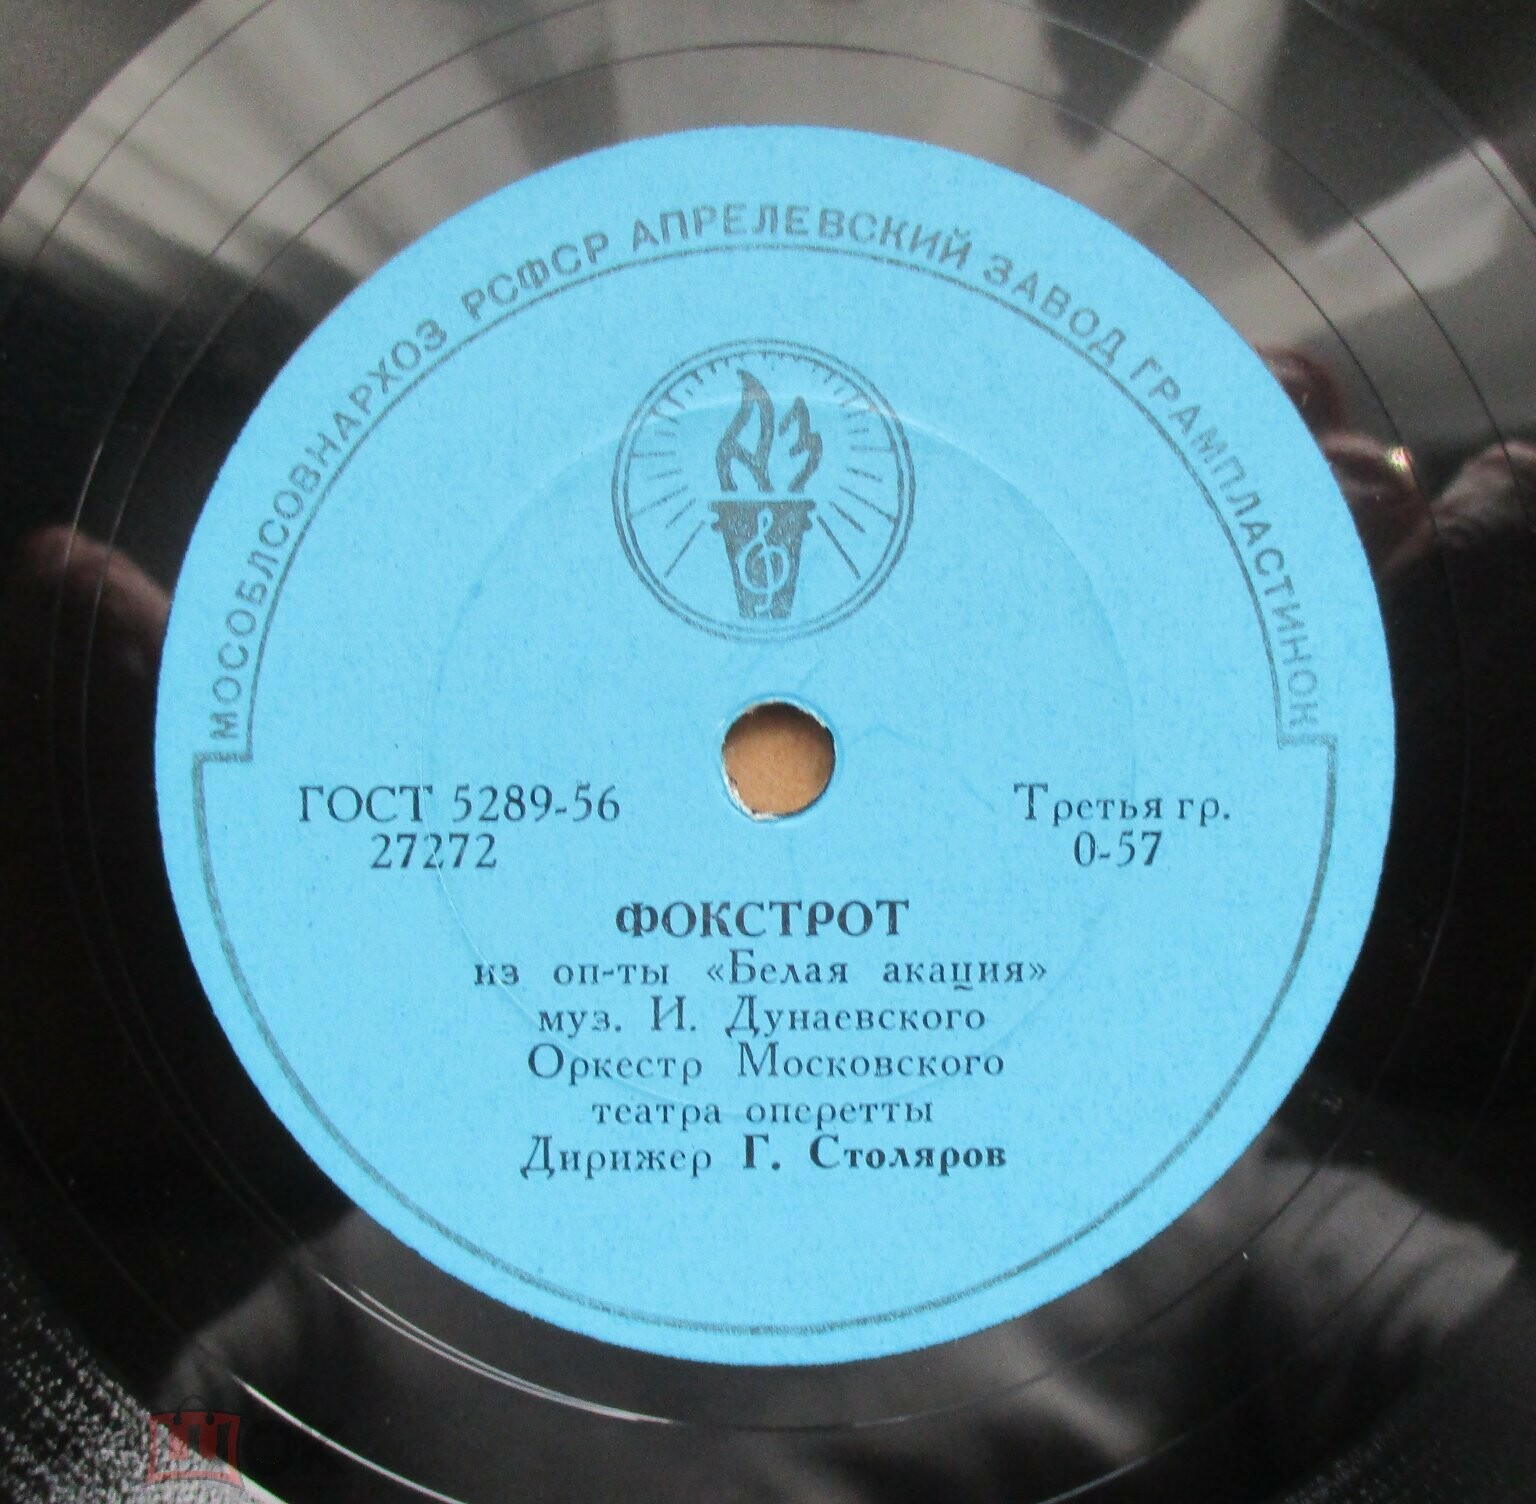 МОСОБЛСОВНАРХОЗ РСФСР АПРЕЛЕВСКИЙ ЗАВОД ГРАМПЛАСТИНОК
АЗ
ГОСТ 5289-56
27272
Третья гр.
0-57
ФОКСТРОТ
из оп-ты «Белая акация»
муз. И. Дунаевского
Оркестр Московского
театра оперетты
Дирижер Г. Столяров